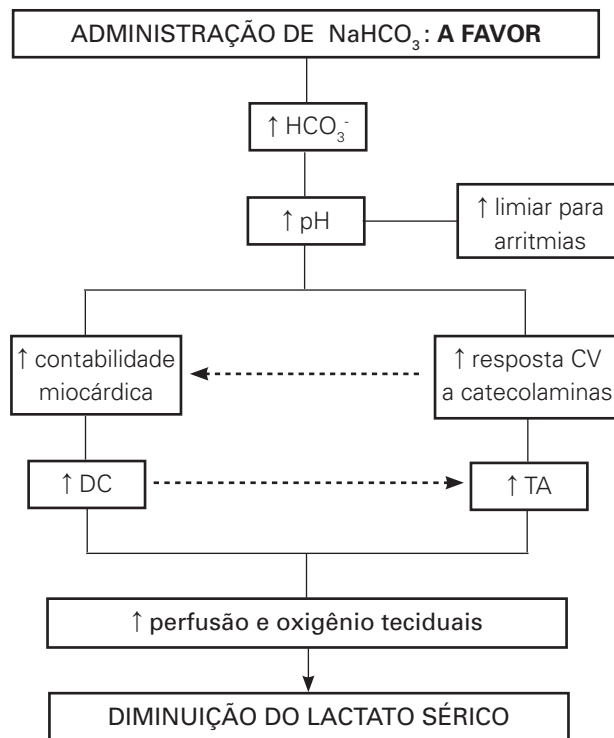 ADMINISTRAÇÃO DE NaHCO₃: A FAVOR
↑ HCO₃⁻
↑ pH
↑ limiar para
arritmias
↑ contabilidade
miocárdica
↑ resposta CV
a catecolaminas
↑ DC
↑ TA
↑ perfusão e oxigênio teciduais
DIMINUIÇÃO DO LACTATO SÉRICO